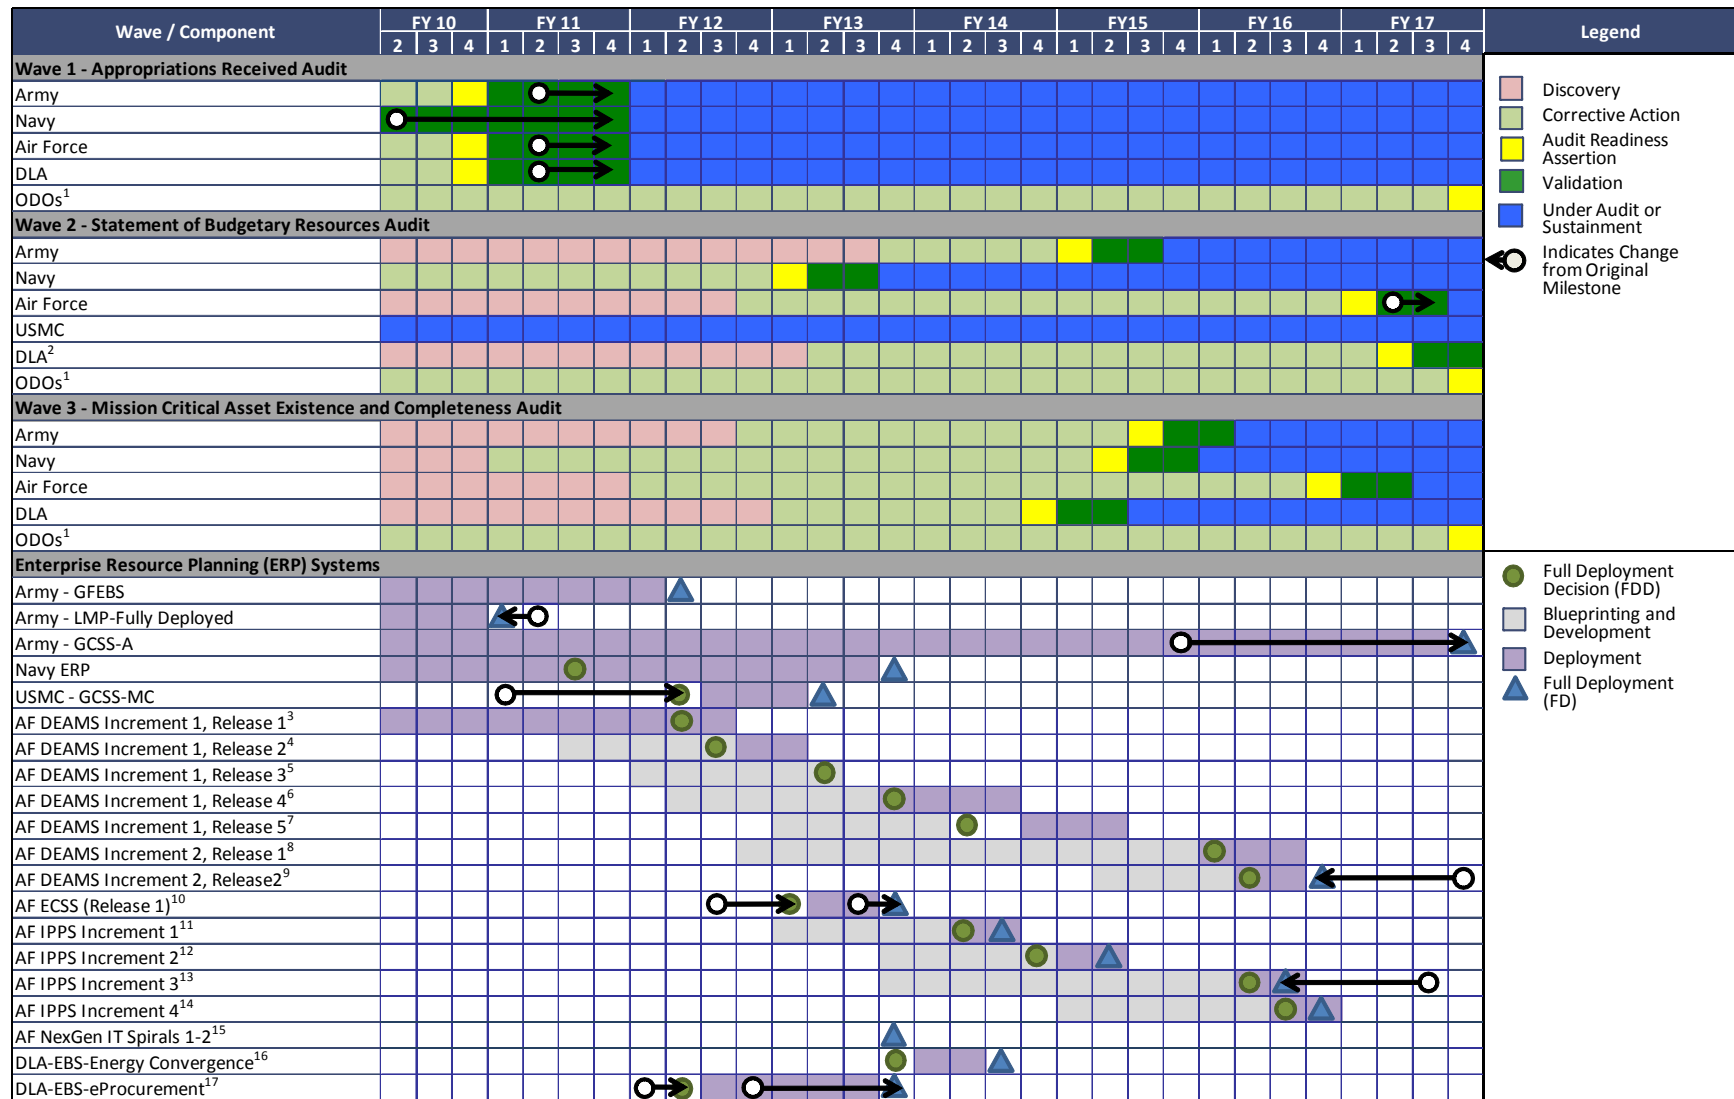 Wave / Component
FY 10
FY 11
FY 12
FY13
FY 14
FY15
FY 16
FY 17
Legend
2 3 4 1 2 3 4 1 2 3 4 1 2 3 4 1 2 3 4 1 2 3 4 1 2 3 4 1 2 3 4
Wave 1 - Appropriations Received Audit
Army
Navy
Air Force
DLA
ODOs1
Wave 2 - Statement of Budgetary Resources Audit
Army
Navy
Air Force
USMC
DLA2
ODOs1
Wave 3 - Mission Critical Asset Existence and Completeness Audit
Army
Navy
Air Force
DLA
ODOs1
Enterprise Resource Planning (ERP) Systems
Army - GFEBS
Army - LMP-Fully Deployed
Army - GCSS-A
Navy ERP
USMC - GCSS-MC
AF DEAMS Increment 1, Release 13
AF DEAMS Increment 1, Release 24
AF DEAMS Increment 1, Release 35
AF DEAMS Increment 1, Release 46
AF DEAMS Increment 1, Release 57
AF DEAMS Increment 2, Release 18
AF DEAMS Increment 2, Release29
AF ECSS (Release 1)10
AF IPPS Increment 111
AF IPPS Increment 212
AF IPPS Increment 313
AF IPPS Increment 414
AF NexGen IT Spirals 1-215
DLA-EBS-Energy Convergence16
DLA-EBS-eProcurement17
Discovery
Corrective Action
Audit Readiness
Assertion
Validation
Under Audit or
Sustainment
Indicates Change
from Original
Milestone
Full Deployment
Decision (FDD)
Blueprinting and
Development
Deployment
Full Deployment
(FD)